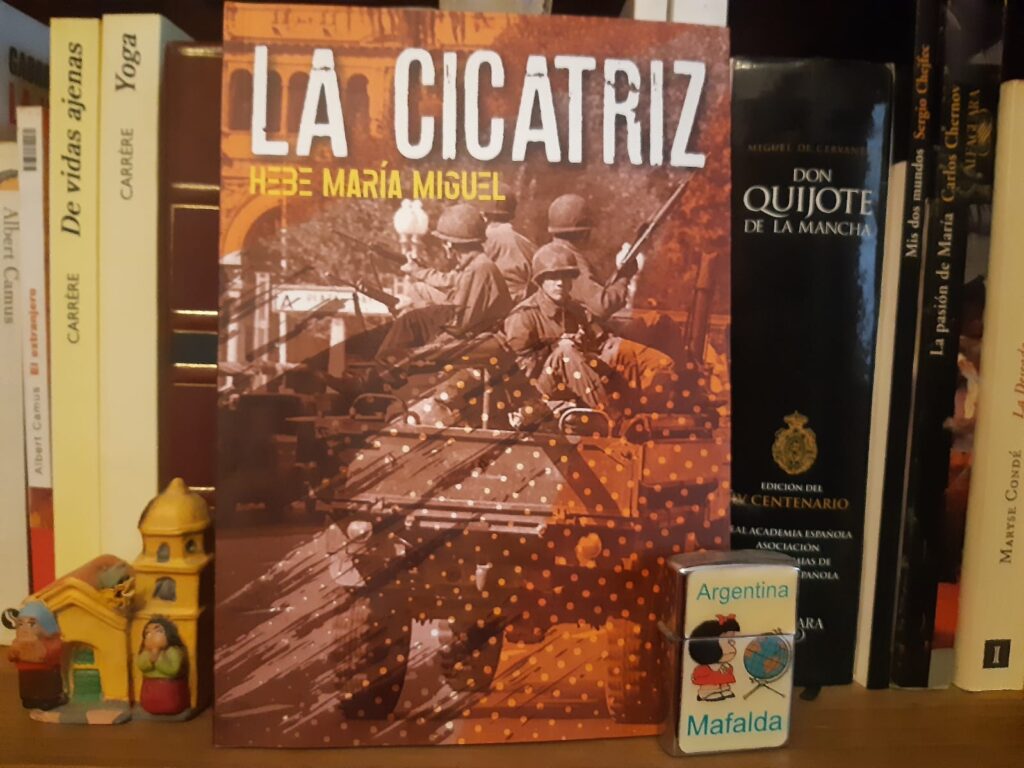 LA CICATRIZ
HEBE MARÍA MIGUEL
Albert Camus
Albert Camus El extranjero
CARRÈRE De vidas ajenas
CARRÈRE Yoga
MIGUEL DE CERVANTES
DON
QUIJOTE
DE LA MANCHA
EDICIÓN DEL
IV CENTENARIO
REAL ACADEMIA ESPAÑOLA
ASOCIACIÓN
DE
Mis dos mundos Sergio Chejfec
La pasión de María Carlos Chernov
ALFAGUARA
MARYSE CONDÉ
I
Argentina
Mafalda